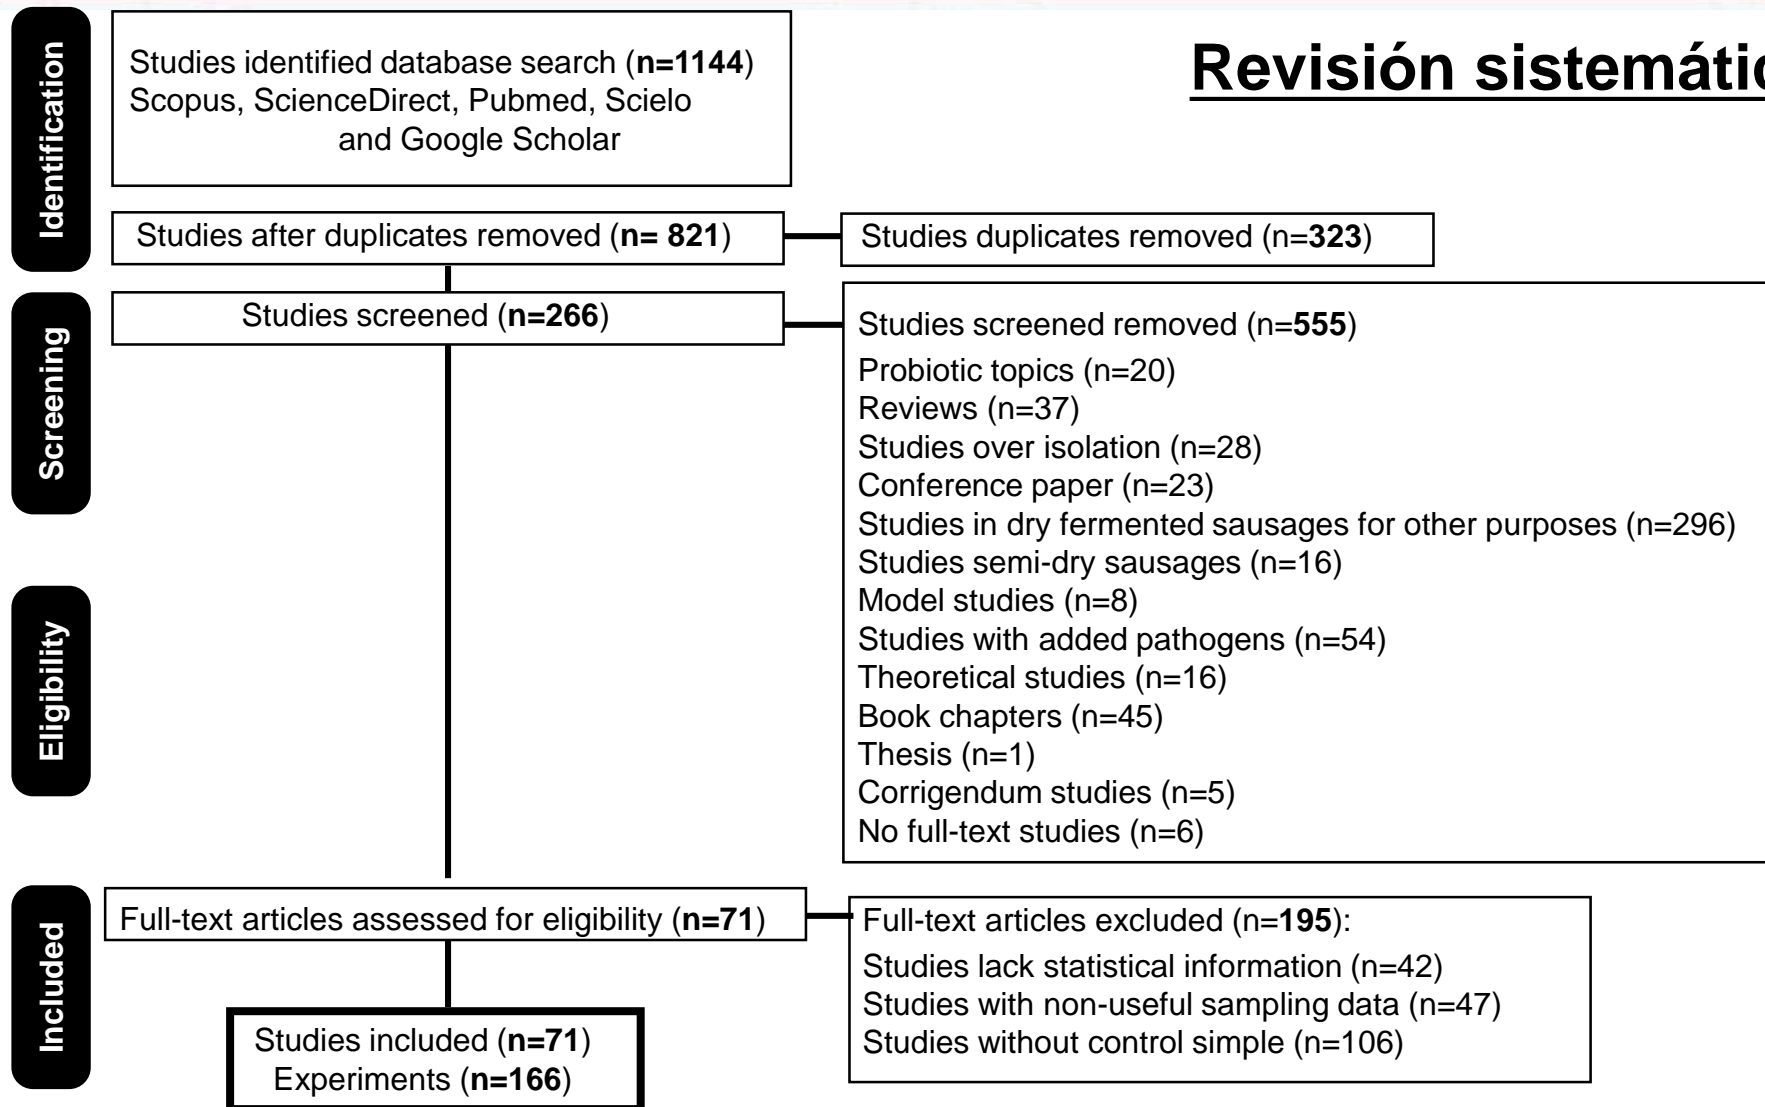 Revisión sistemátic
Identification
Studies identified database search (n=1144)
Scopus, ScienceDirect, Pubmed, Scielo
and Google Scholar
Studies after duplicates removed (n= 821)
Studies duplicates removed (n=323)
Screening
Studies screened (n=266)
Studies screened removed (n=555)
Probiotic topics (n=20)
Reviews (n=37)
Studies over isolation (n=28)
Conference paper (n=23)
Studies in dry fermented sausages for other purposes (n=296)
Studies semi-dry sausages (n=16)
Model studies (n=8)
Studies with added pathogens (n=54)
Theoretical studies (n=16)
Book chapters (n=45)
Thesis (n=1)
Corrigendum studies (n=5)
No full-text studies (n=6)
Eligibility
Included
Full-text articles assessed for eligibility (n=71)
Full-text articles excluded (n=195):
Studies lack statistical information (n=42)
Studies with non-useful sampling data (n=47)
Studies without control simple (n=106)
Studies included (n=71)
Experiments (n=166)